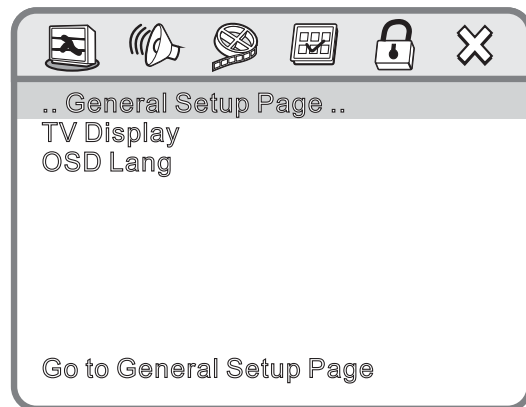 .. General Setup Page ..
TV Display
OSD Lang
Go to General Setup Page